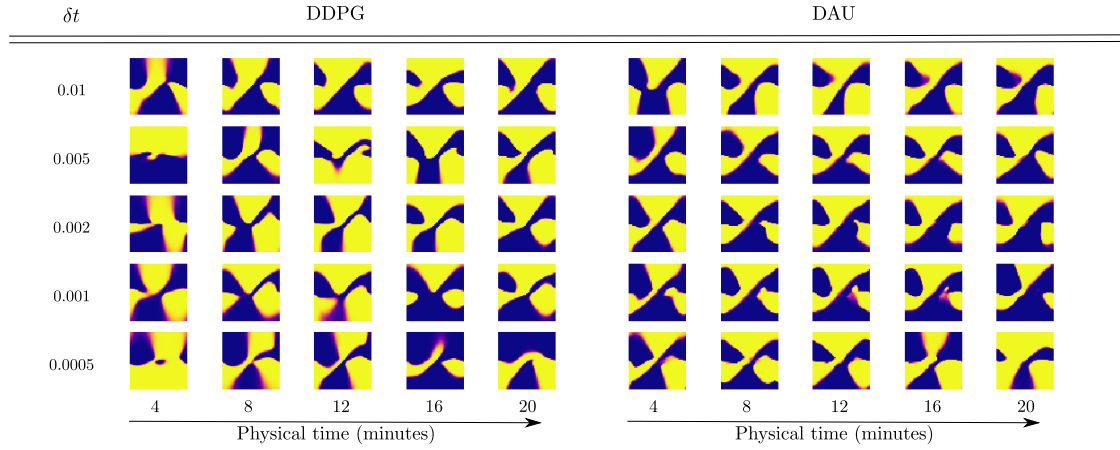 δt DDPG DAU
0.01
0.005
0.002
0.001
0.0005
4 8 12 16 20 4 8 12 16 20
Physical time (minutes) Physical time (minutes)